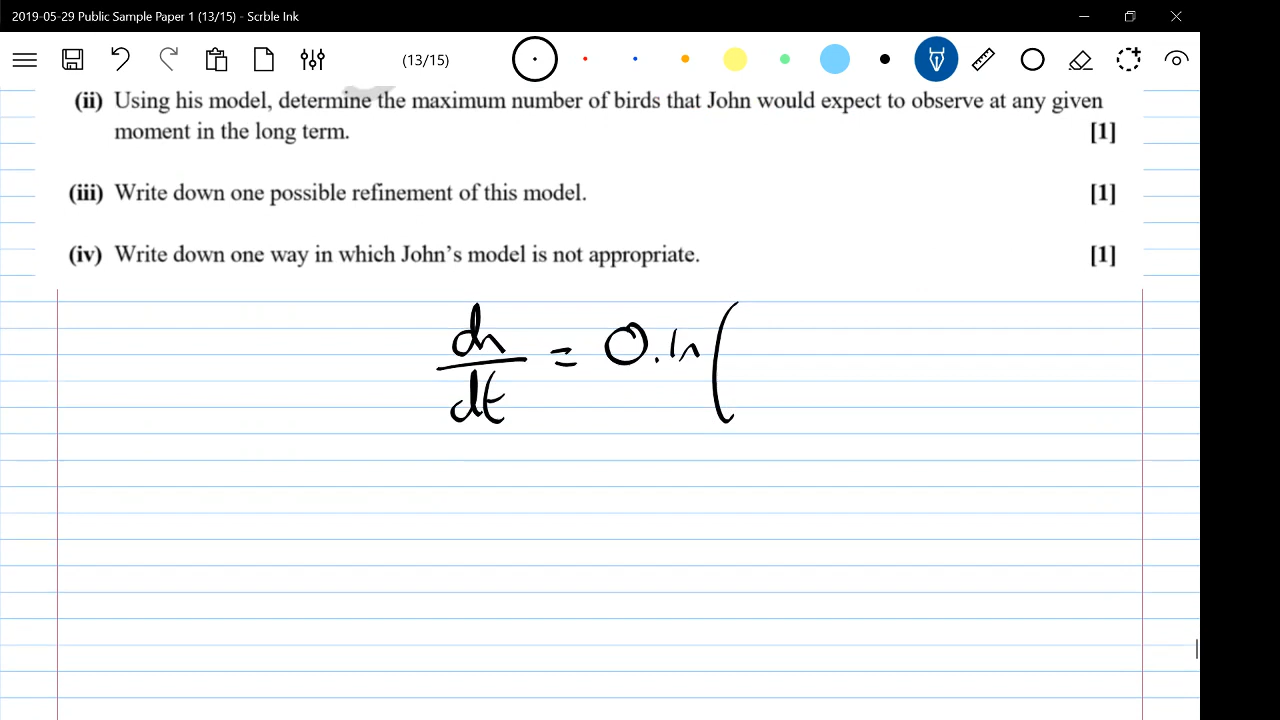 2019-05-29 Public Sample Paper 1 (13/15) - Scrble Ink
(13/15)
(ii) Using his model, determine the maximum number of birds that John would expect to observe at any given
moment in the long term. [1]
(iii) Write down one possible refinement of this model. [1]
(iv) Write down one way in which John's model is not appropriate. [1]
dn/dt = 0.1n(